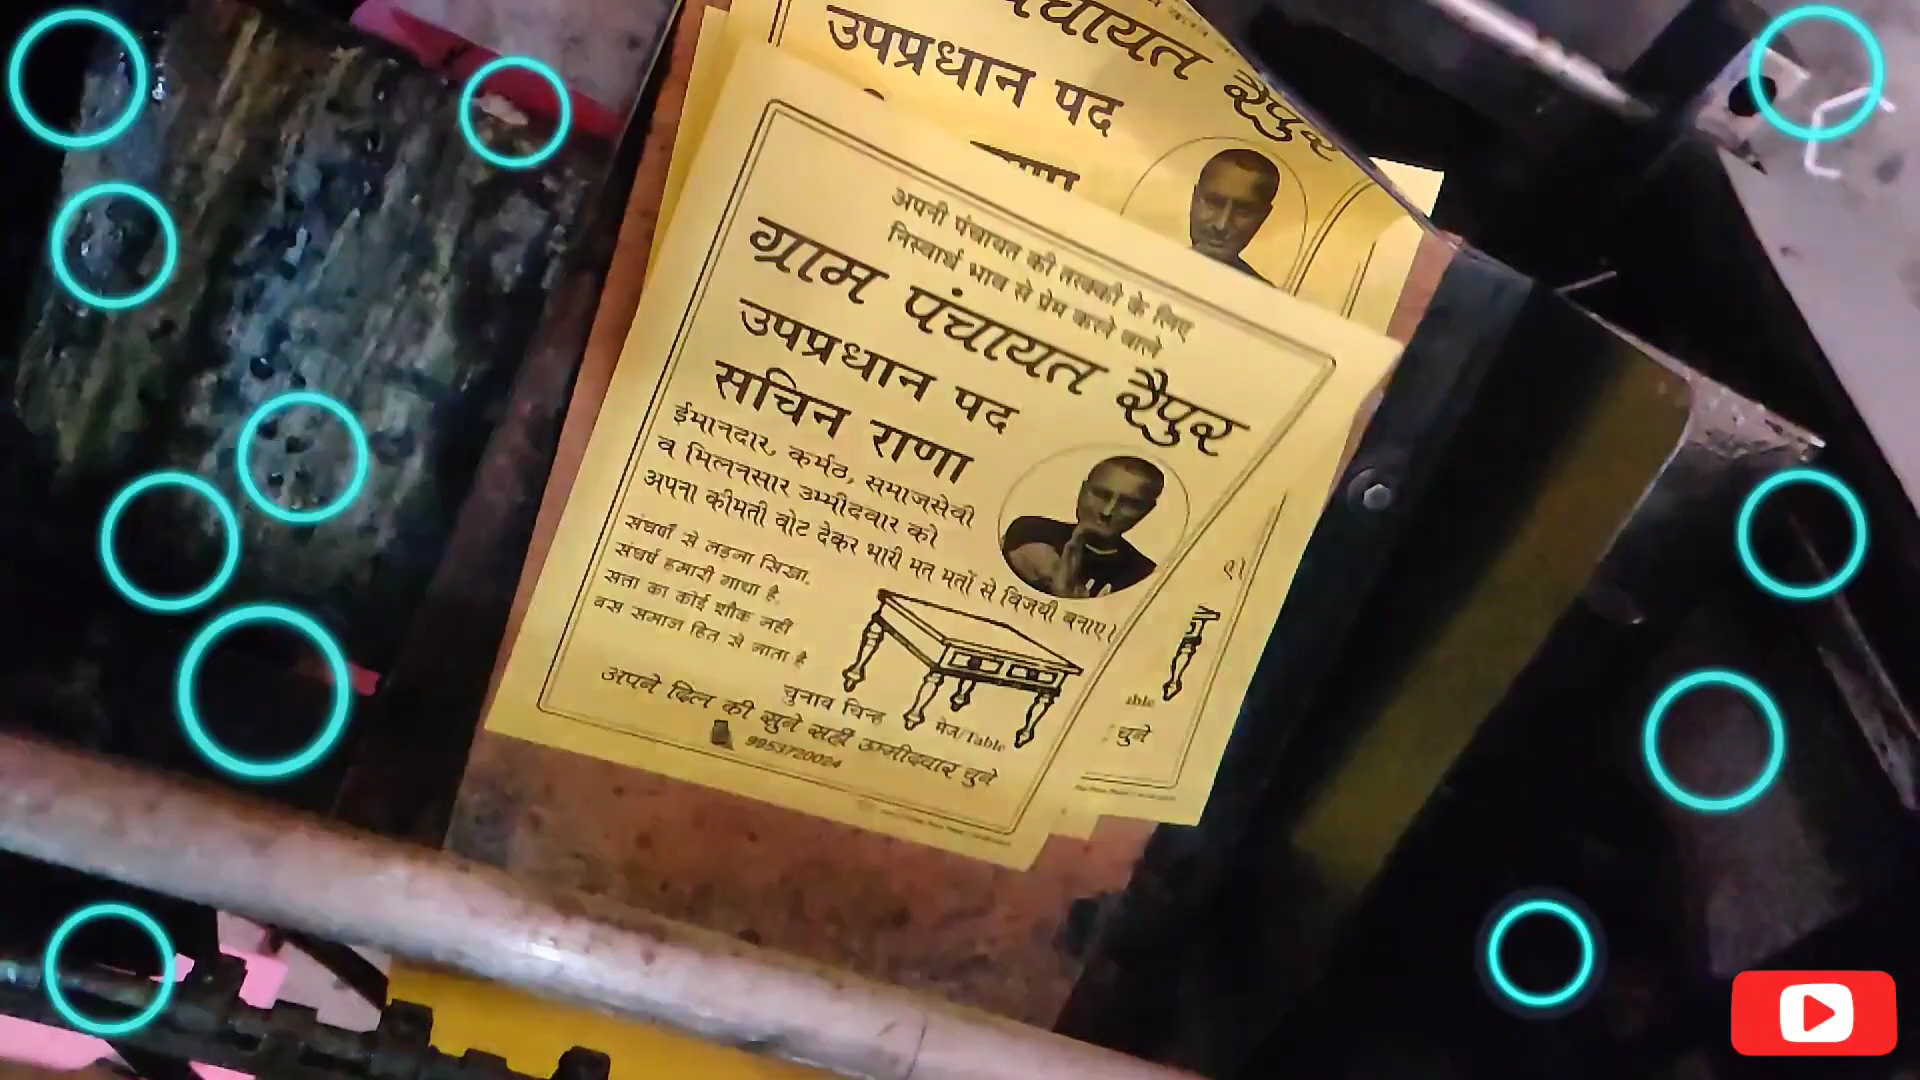 पंचायत रैपुर
उपप्रधान पद
अपनी पंचायत की तरक्की के लिए
निस्वार्थ भाव से प्रेम करने वाले
ग्राम पंचायत रैपुर
उपप्रधान पद
सचिन राणा
ईमानदार, कर्मठ, समाजसेवी
व मिलनसार उम्मीदवार को
अपना कीमती वोट देकर भारी मत मतों से विजयी बनाए।
संघर्षों से लड़ना सिखा,
संघर्ष हमारी गाथा है,
सता का कोई शौक नहीं
बस समाज हित से नाता है
चुनाव चिन्ह
मेज/Table
अपने दिल की सुने सही उम्मीदवार चुने
9953720024
able
चुने